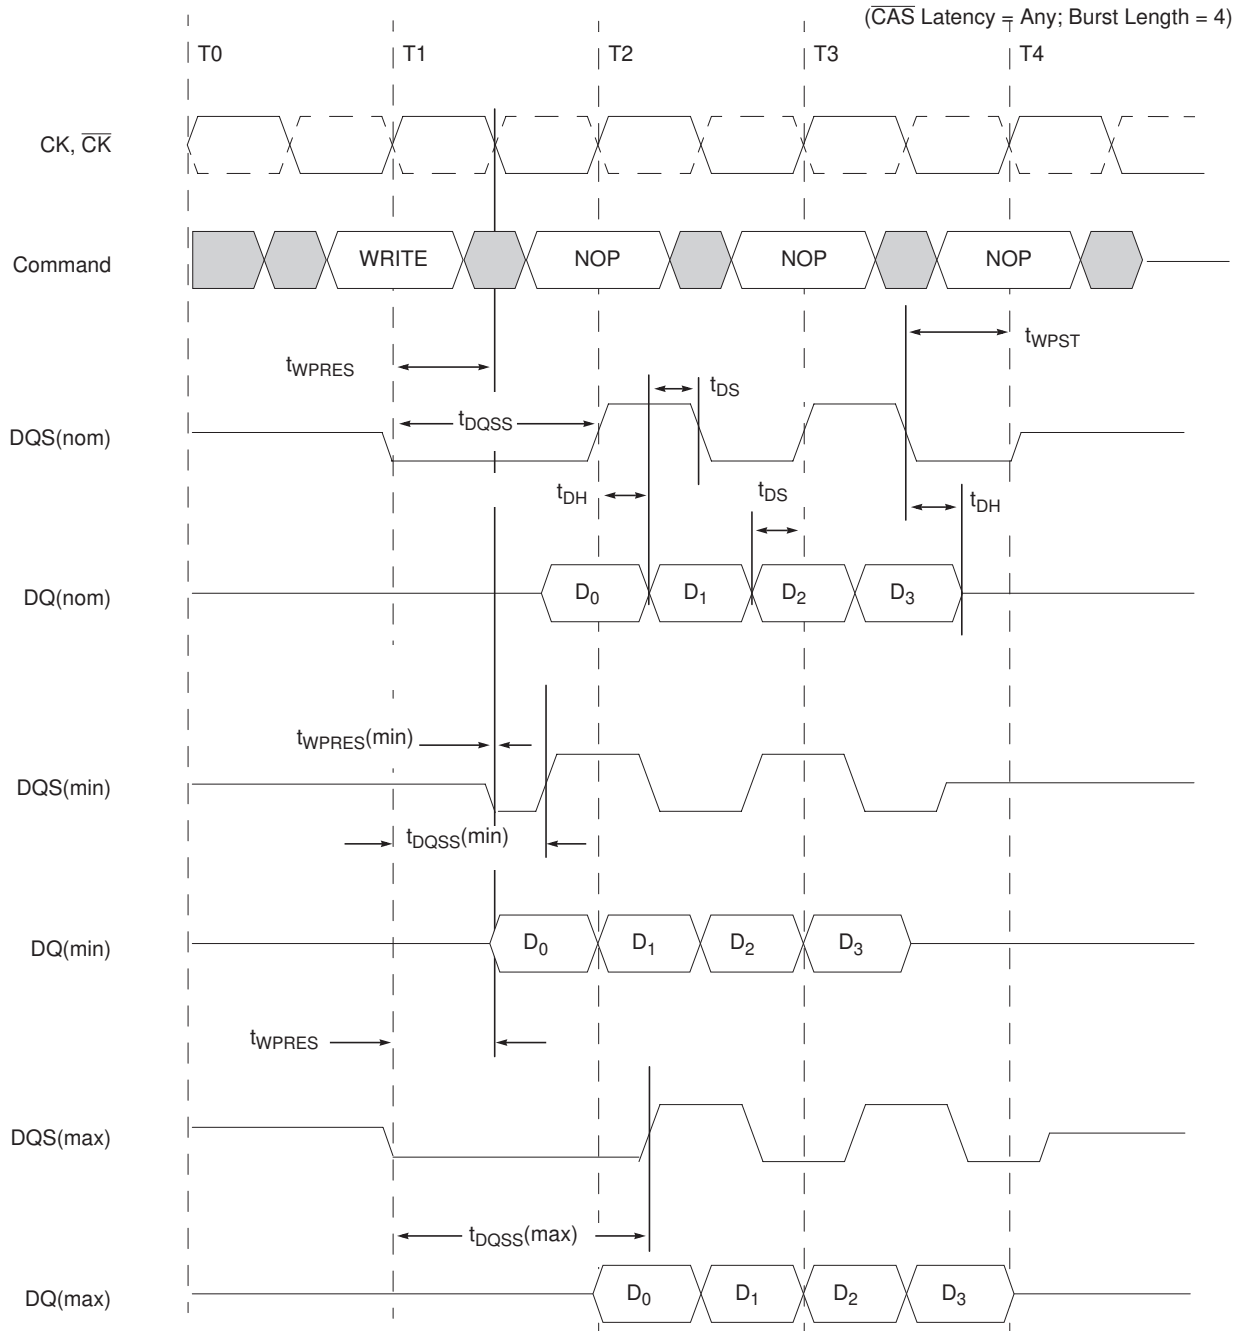 (C̅A̅S̅ Latency = Any; Burst Length = 4)
T0 T1 T2 T3 T4
CK, C̅K̅
Command WRITE NOP NOP NOP
tWPST
tWPRES
tDS
DQS(nom) tDQSS
tDH tDS tDH
DQ(nom) D0 D1 D2 D3
tWPRES(min)
DQS(min)
tDQSS(min)
DQ(min) D0 D1 D2 D3
tWPRES
DQS(max)
tDQSS(max)
DQ(max) D0 D1 D2 D3